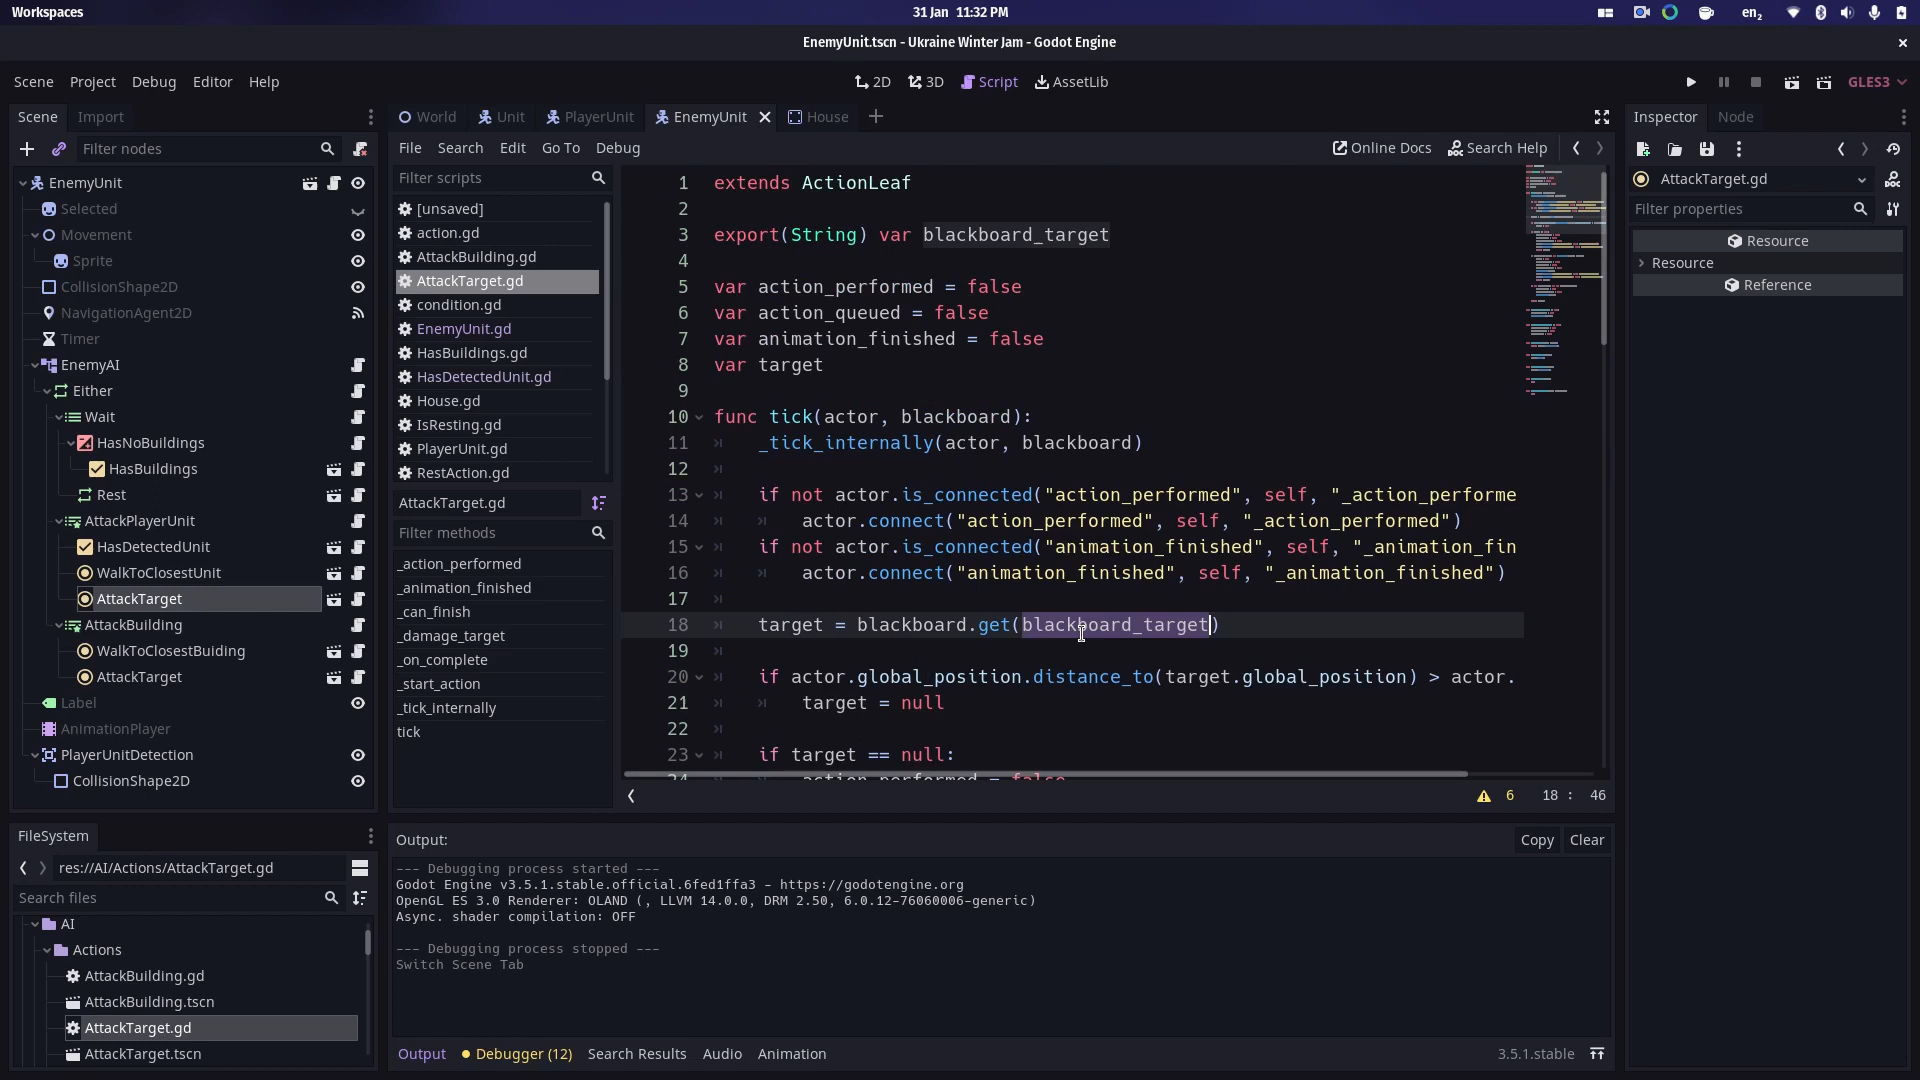 Workspaces
31 Jan 11:32 PM
en₂
EnemyUnit.tscn - Ukraine Winter Jam - Godot Engine
Scene Project Debug Editor Help
2D 3D Script AssetLib
GLES3
Scene Import
Filter nodes
EnemyUnit
Selected
Movement
Sprite
CollisionShape2D
NavigationAgent2D
Timer
EnemyAI
Either
Wait
HasNoBuildings
HasBuildings
Rest
AttackPlayerUnit
HasDetectedUnit
WalkToClosestUnit
AttackTarget
AttackBuilding
WalkToClosestBuiding
AttackTarget
Label
AnimationPlayer
PlayerUnitDetection
CollisionShape2D
FileSystem
res://AI/Actions/AttackTarget.gd
Search files
AI
Actions
AttackBuilding.gd
AttackBuilding.tscn
AttackTarget.gd
AttackTarget.tscn
World Unit PlayerUnit EnemyUnit House
File Search Edit Go To Debug
Online Docs Search Help
Filter scripts
[unsaved]
action.gd
AttackBuilding.gd
AttackTarget.gd
condition.gd
EnemyUnit.gd
HasBuildings.gd
HasDetectedUnit.gd
House.gd
IsResting.gd
PlayerUnit.gd
RestAction.gd
AttackTarget.gd
Filter methods
_action_performed
_animation_finished
_can_finish
_damage_target
_on_complete
_start_action
_tick_internally
tick
1 extends ActionLeaf
2
3 export(String) var blackboard_target
4
5 var action_performed = false
6 var action_queued = false
7 var animation_finished = false
8 var target
9
10 func tick(actor, blackboard):
11 _tick_internally(actor, blackboard)
12
13 if not actor.is_connected("action_performed", self, "_action_performe
14 actor.connect("action_performed", self, "_action_performed")
15 if not actor.is_connected("animation_finished", self, "_animation_fin
16 actor.connect("animation_finished", self, "_animation_finished")
17
18 target = blackboard.get(blackboard_target)
19
20 if actor.global_position.distance_to(target.global_position) > actor.
21 target = null
22
23 if target == null:
24 action_performed = false
6 18 : 46
Output:
Copy Clear
--- Debugging process started ---
Godot Engine v3.5.1.stable.official.6fed1ffa3 - https://godotengine.org
OpenGL ES 3.0 Renderer: OLAND (, LLVM 14.0.0, DRM 2.50, 6.0.12-76060006-generic)
Async. shader compilation: OFF
--- Debugging process stopped ---
Switch Scene Tab
Output Debugger (12) Search Results Audio Animation
3.5.1.stable
Inspector Node
AttackTarget.gd
Filter properties
Resource
Resource
Reference